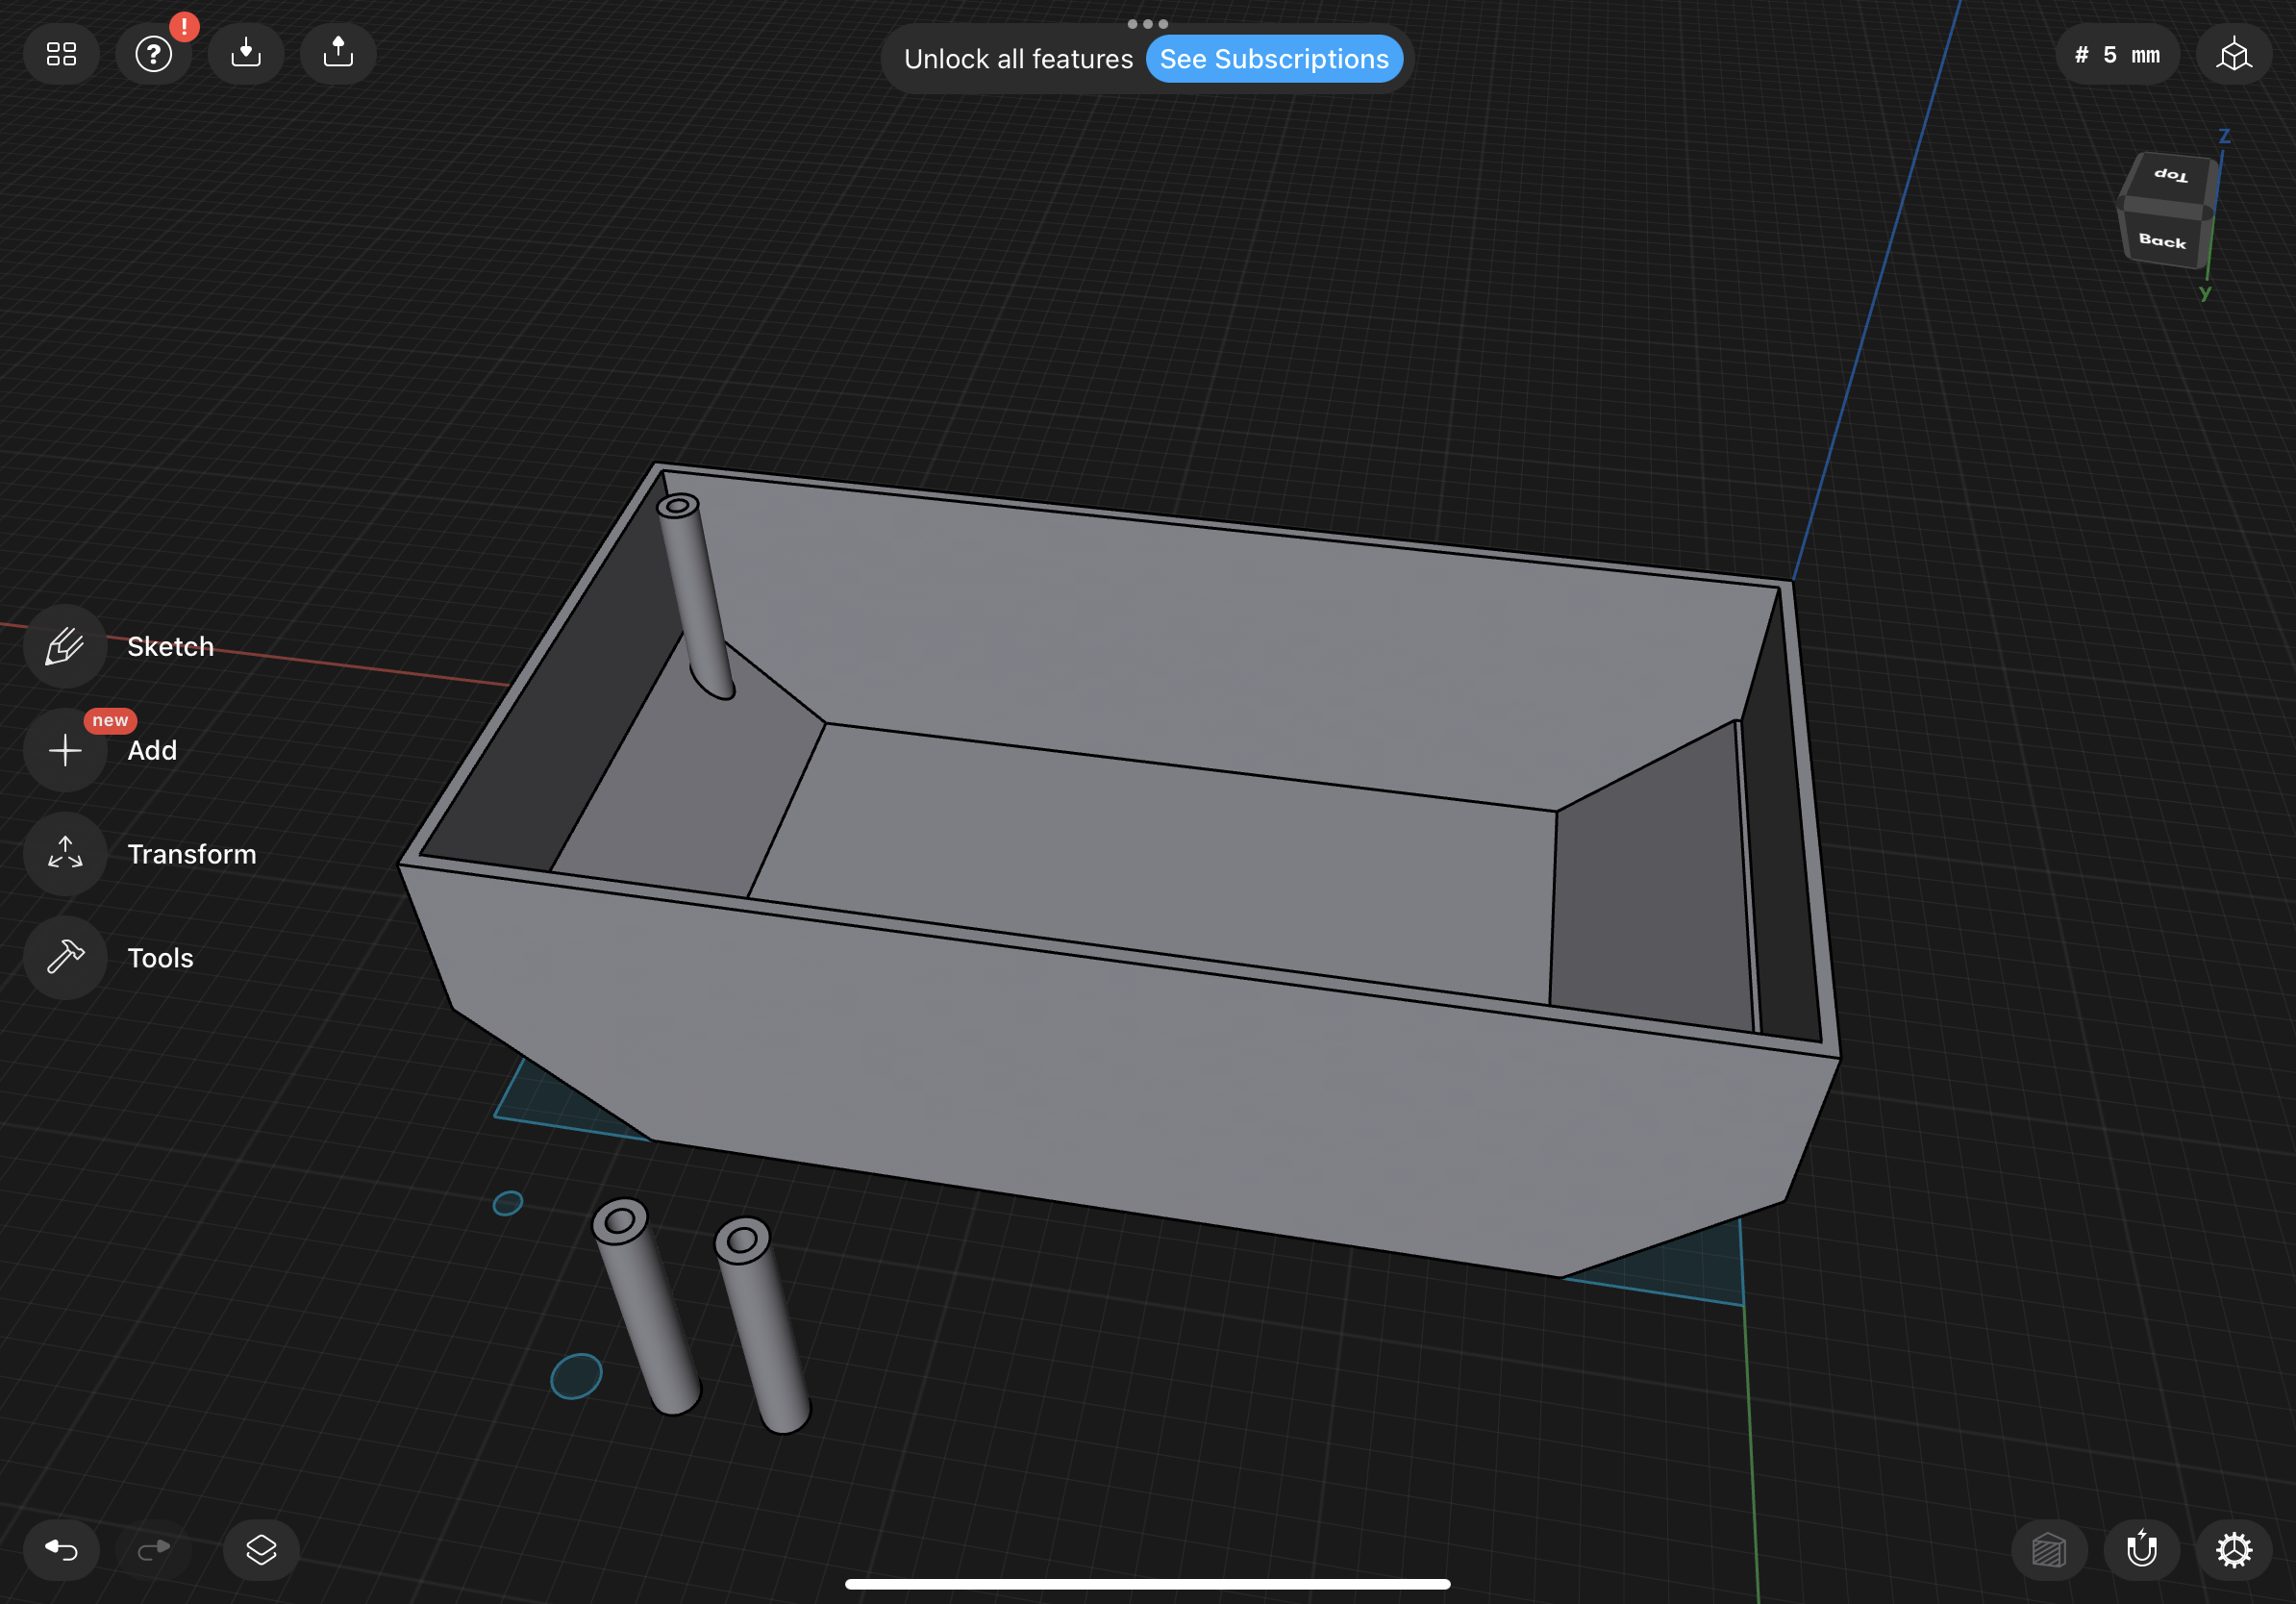 ?
!
Unlock all features See Subscriptions
# 5 mm
Z
Top
Back
y
Sketch
new
Add
Transform
Tools